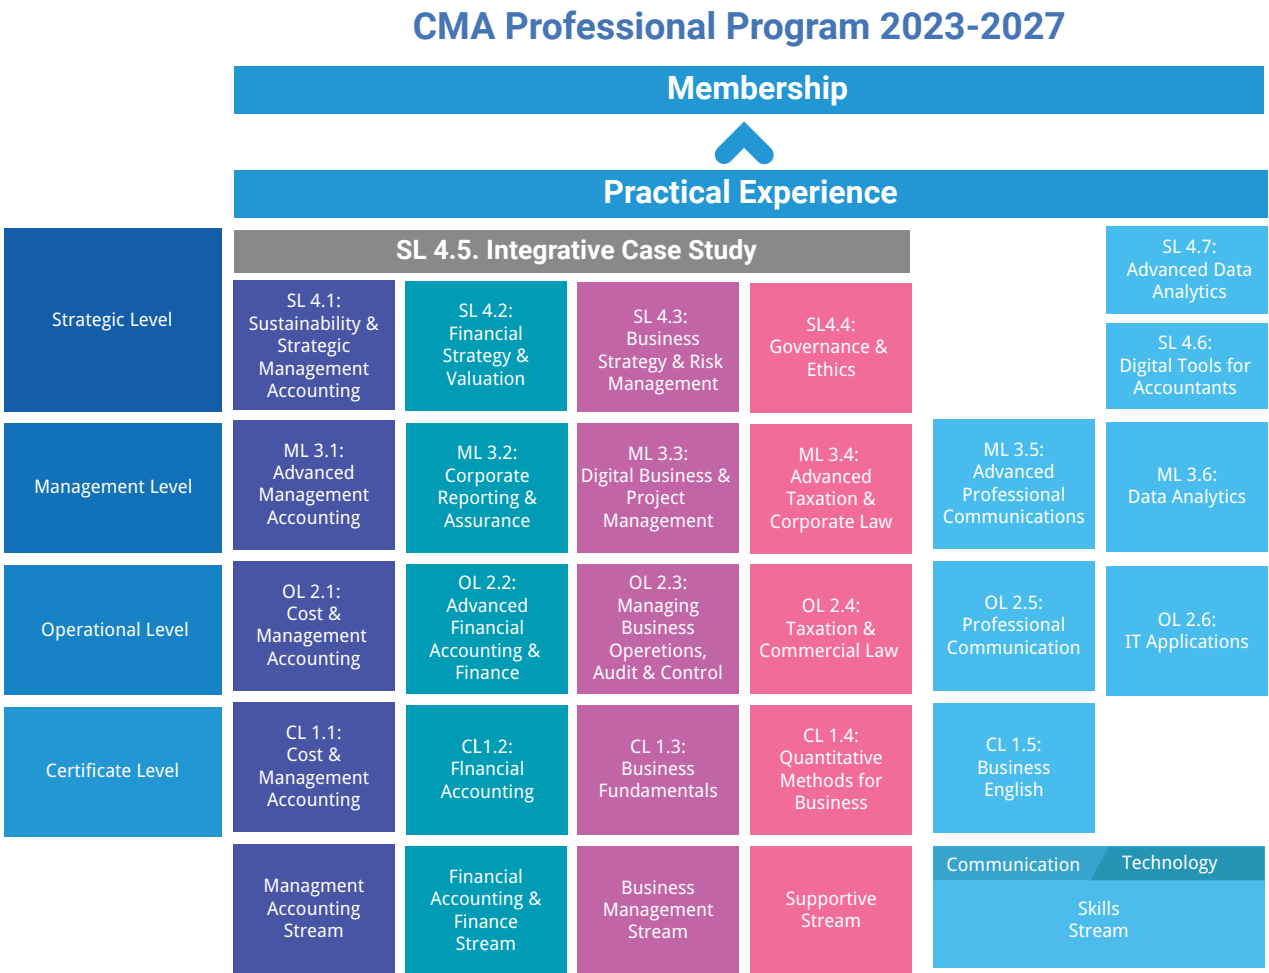 CMA Professional Program 2023-2027
Membership
Practical Experience
SL 4.5. Integrative Case Study
Strategic Level
SL 4.1:
Sustainability &
Strategic
Management
Accounting
SL 4.2:
Financial
Strategy &
Valuation
SL 4.3:
Business
Strategy & Risk
Management
SL4.4:
Governance &
Ethics
SL 4.7:
Advanced Data
Analytics
SL 4.6:
Digital Tools for
Accountants
Management Level
ML 3.1:
Advanced
Management
Accounting
ML 3.2:
Corporate
Reporting &
Assurance
ML 3.3:
Digital Business &
Project
Management
ML 3.4:
Advanced
Taxation &
Corporate Law
ML 3.5:
Advanced
Professional
Communications
ML 3.6:
Data Analytics
Operational Level
OL 2.1:
Cost &
Management
Accounting
OL 2.2:
Advanced
Financial
Accounting &
Finance
OL 2.3:
Managing
Business
Operetions,
Audit & Control
OL 2.4:
Taxation &
Commercial Law
OL 2.5:
Professional
Communication
OL 2.6:
IT Applications
Certificate Level
CL 1.1:
Cost &
Management
Accounting
CL1.2:
FInancial
Accounting
CL 1.3:
Business
Fundamentals
CL 1.4:
Quantitative
Methods for
Business
CL 1.5:
Business
English
Managment
Accounting
Stream
Financial
Accounting &
Finance
Stream
Business
Management
Stream
Supportive
Stream
Communication
Technology
Skills
Stream